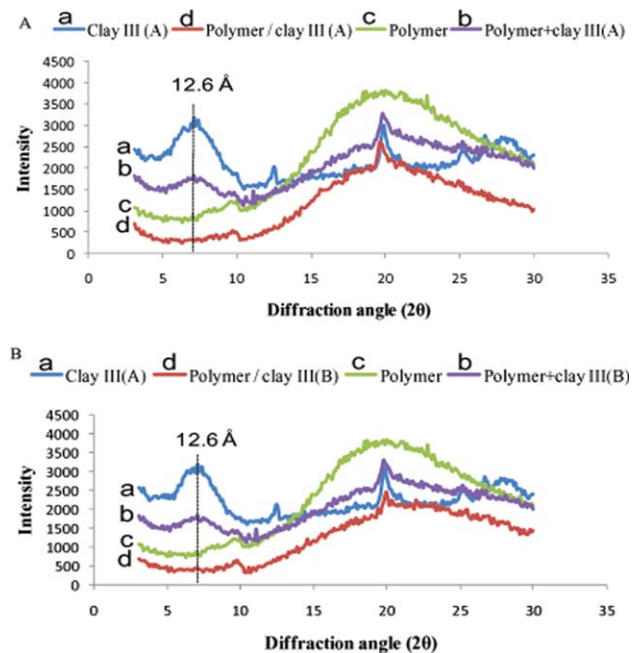 A
a d c b
Clay III (A) Polymer / clay III (A) Polymer Polymer+clay III(A)
12.6 Å
4500
4000
3500
3000
2500
2000
1500
1000
500
0
Intensity
a
b
c
d
0 5 10 15 20 25 30 35
Diffraction angle (2θ)
B
a d c b
Clay III(A) Polymer / clay III(B) Polymer Polymer+clay III(B)
12.6 Å
4500
4000
3500
3000
2500
2000
1500
1000
500
0
Intensity
a
b
c
d
0 5 10 15 20 25 30 35
Diffraction angle (2θ)